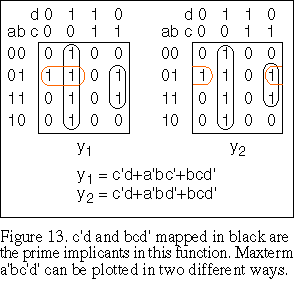 d 0 1 1 0 d 0 1 1 0
ab c 0 0 1 1 ab c 0 0 1 1
00 0 1 0 0 00 0 1 0 0
01 1 1 0 1 01 1 1 0 1
11 0 1 0 1 11 0 1 0 1
10 0 1 0 0 10 0 1 0 0
y1 y2
y1 = c'd+a'bc'+bcd'
y2 = c'd+a'bd'+bcd'
Figure 13. c'd and bcd' mapped in black are
the prime implicants in this function. Maxterm
a'bc'd' can be plotted in two different ways.